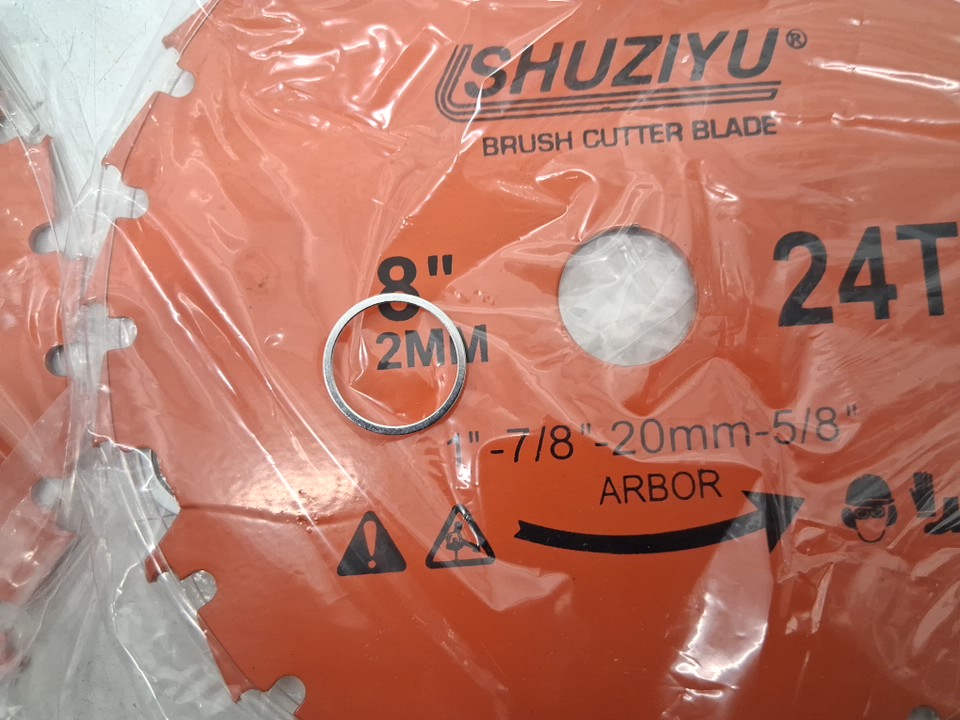 SHUZIYU®
BRUSH CUTTER BLADE
8"
24T
2MM
1"-7/8"-20mm-5/8"
ARBOR